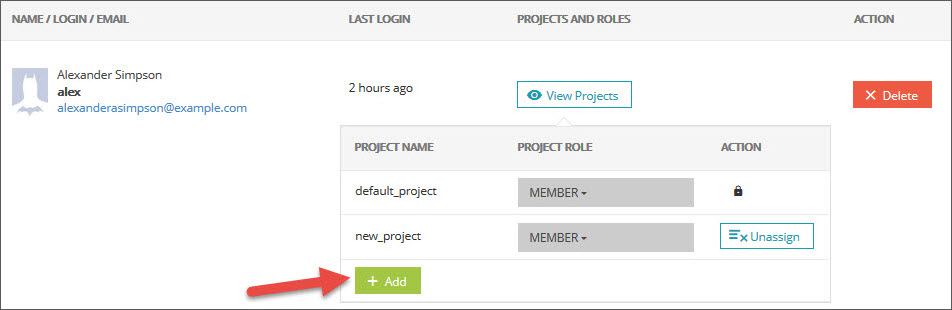 NAME / LOGIN / EMAIL LAST LOGIN PROJECTS AND ROLES ACTION
Alexander Simpson
alex
alexanderasimpson@example.com
2 hours ago
View Projects
Delete
PROJECT NAME PROJECT ROLE ACTION
default_project MEMBER
new_project MEMBER Unassign
+ Add